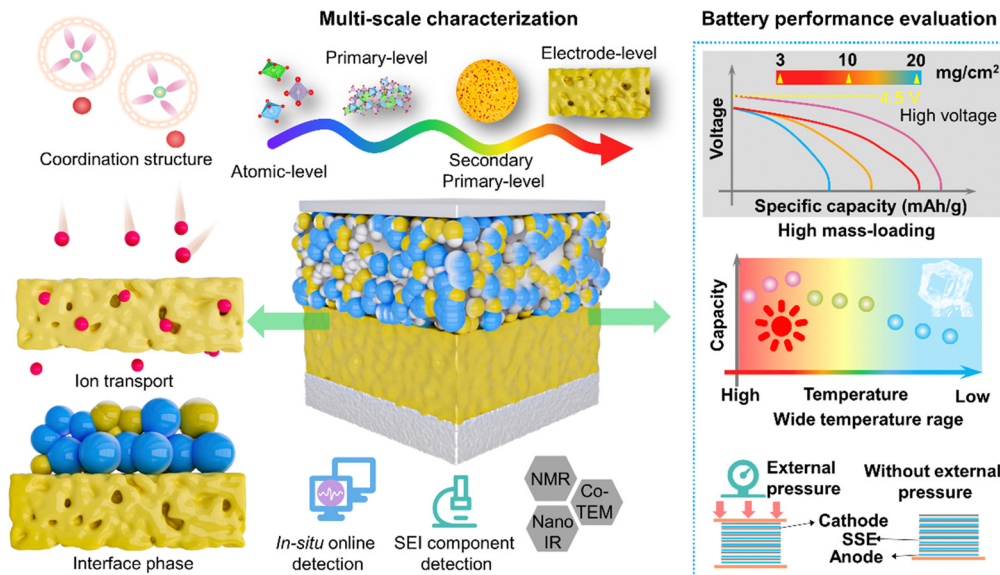 Multi-scale characterization
Battery performance evaluation
Coordination structure
Ion transport
Interface phase
Primary-level
Electrode-level
Atomic-level
Secondary
Primary-level
In-situ online
detection
SEI component
detection
NMR
Co-
TEM
Nano
IR
3 10 20
mg/cm²
4.5 V
High voltage
Voltage
Specific capacity (mAh/g)
High mass-loading
Capacity
High Temperature Low
Wide temperature rage
External
pressure
Without external
pressure
Cathode
SSE
Anode